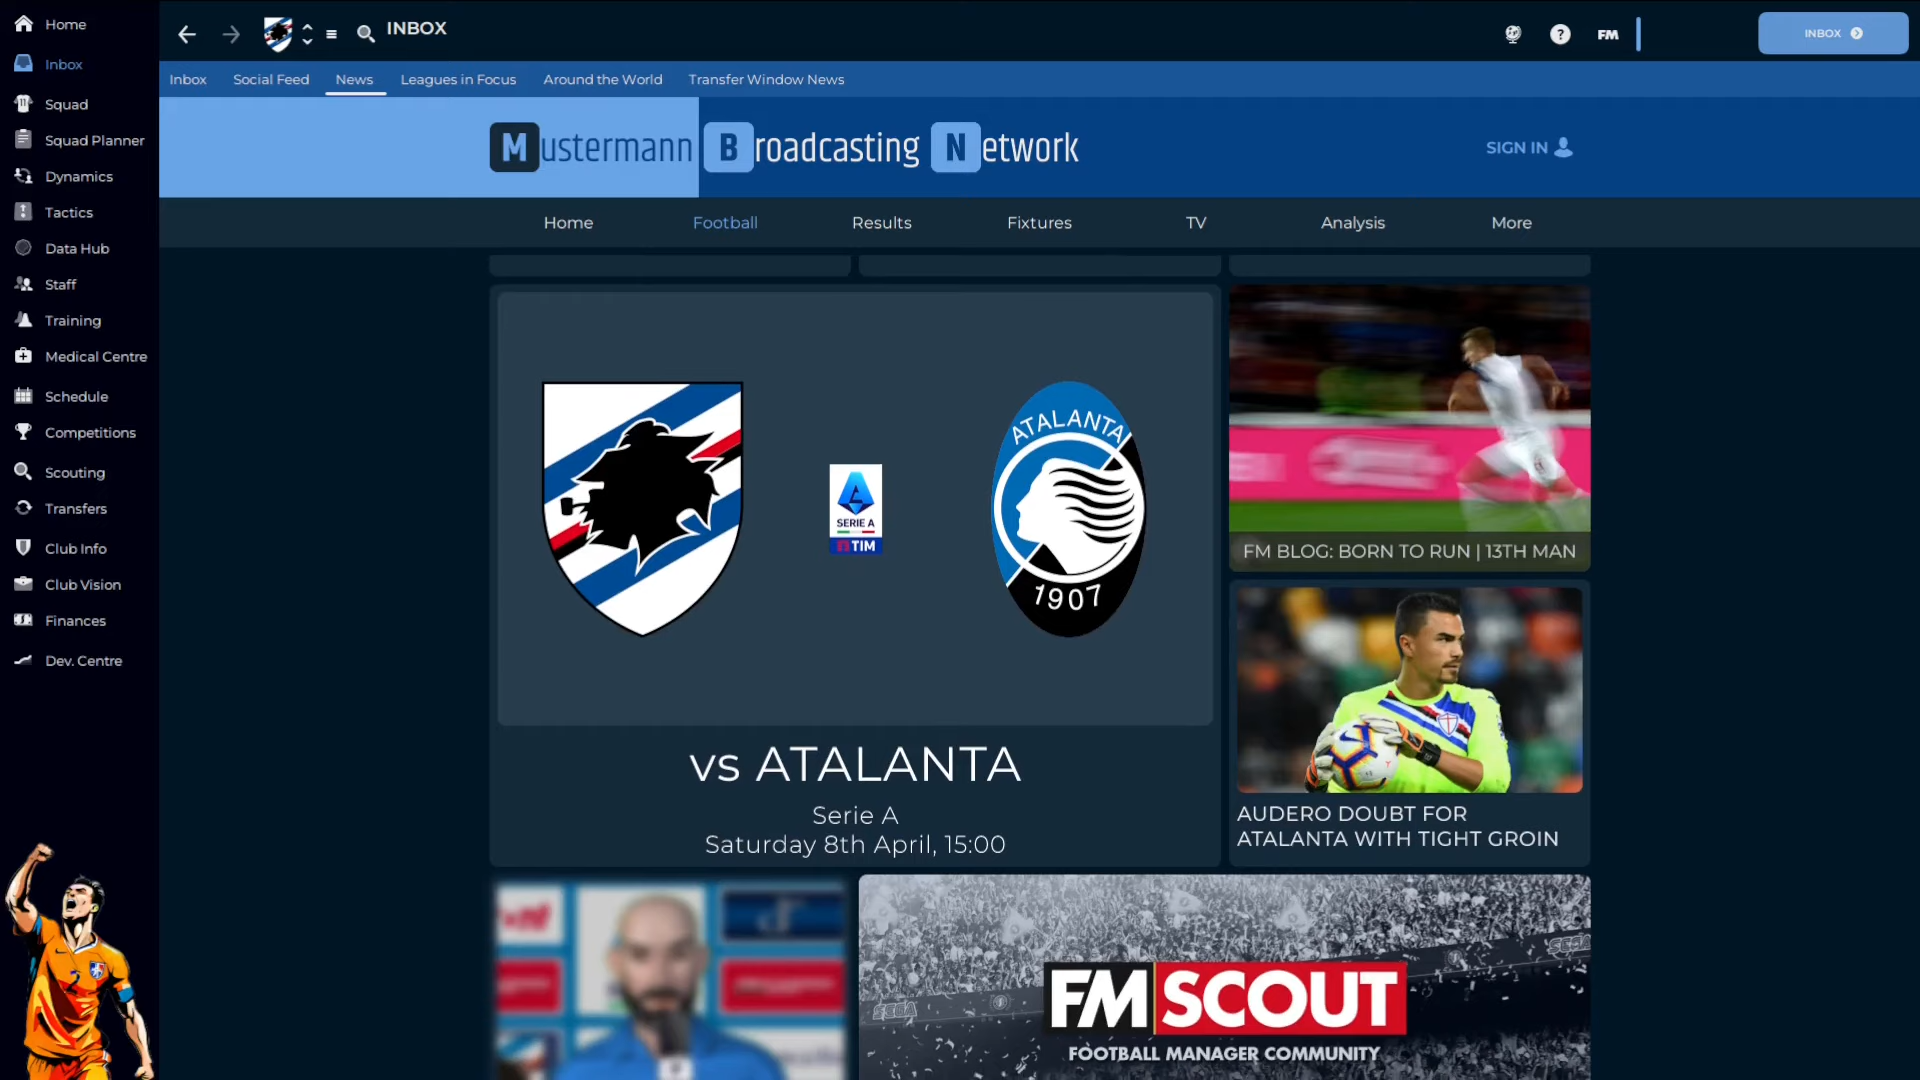 Home
Inbox
Squad
Squad Planner
Dynamics
Tactics
Data Hub
Staff
Training
Medical Centre
Schedule
Competitions
Scouting
Transfers
Club Info
Club Vision
Finances
Dev. Centre
INBOX
FM
INBOX
Inbox Social Feed News Leagues in Focus Around the World Transfer Window News
Mustermann Broadcasting Network
SIGN IN
Home Football Results Fixtures TV Analysis More
SERIE A
TIM
ATALANTA
1907
vs ATALANTA
Serie A
Saturday 8th April, 15:00
FM BLOG: BORN TO RUN | 13TH MAN
AUDERO DOUBT FOR
ATALANTA WITH TIGHT GROIN
SEGA
SEGA
FM SCOUT
FOOTBALL MANAGER COMMUNITY
2